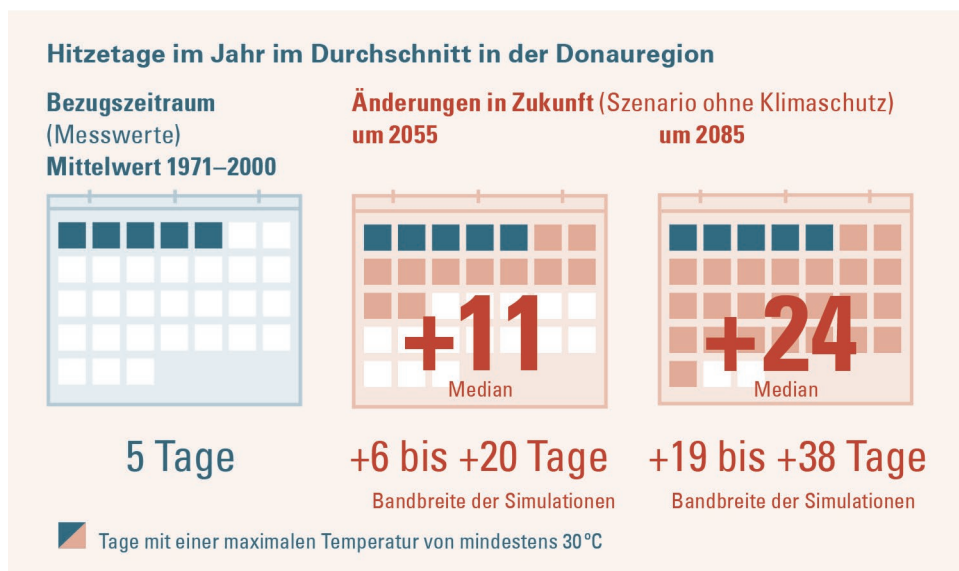 Hitzetage im Jahr im Durchschnitt in der Donauregion
Bezugszeitraum
(Messwerte)
Mittelwert 1971–2000
Änderungen in Zukunft (Szenario ohne Klimaschutz)
um 2055
um 2085
+11
Median
+24
Median
5 Tage
+6 bis +20 Tage
Bandbreite der Simulationen
+19 bis +38 Tage
Bandbreite der Simulationen
Tage mit einer maximalen Temperatur von mindestens 30 °C